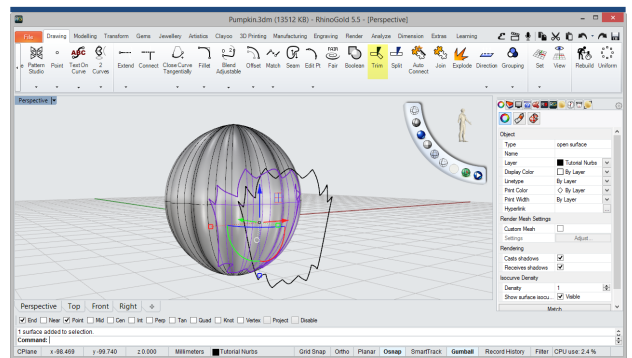 Pumpkin.3dm (13512 KB) - RhinoGold 5.5 - [Perspective]
File Drawing Modelling Transform Gems Jewellery Artistics Clayoo 3D Printing Manufacturing Engraving Render Analyze Dimension Extras Learning
Pattern Studio Point Text On Curve 2 Curves Extend Connect Close Curve Tangentially Fillet Blend Adjustable Offset Match Seam Edit Pt Fair Boolean Trim Split Auto Connect Join Explode Direction Grouping Set View Rebuild Uniform
Perspective
Object
Type open surface
Name
Layer Tutorial Nurbs
Display Color By Layer
Linetype By Layer
Print Color By Layer
Print Width By Layer
Hyperlink ...
Render Mesh Settings
Custom Mesh
Settings Adjust...
Rendering
Casts shadows
Receives shadows
Isocurve Density
Density 1
Show surface isocu... Visible
Match
Perspective Top Front Right
End Near Point Mid Cen Int Perp Tan Quad Knot Vertex Project Disable
1 surface added to selection.
Command:
CPlane x -98.469 y -99.740 z 0.000 Millimeters Tutorial Nurbs Grid Snap Ortho Planar Osnap SmartTrack Gumball Record History Filter CPU use: 2.4 %